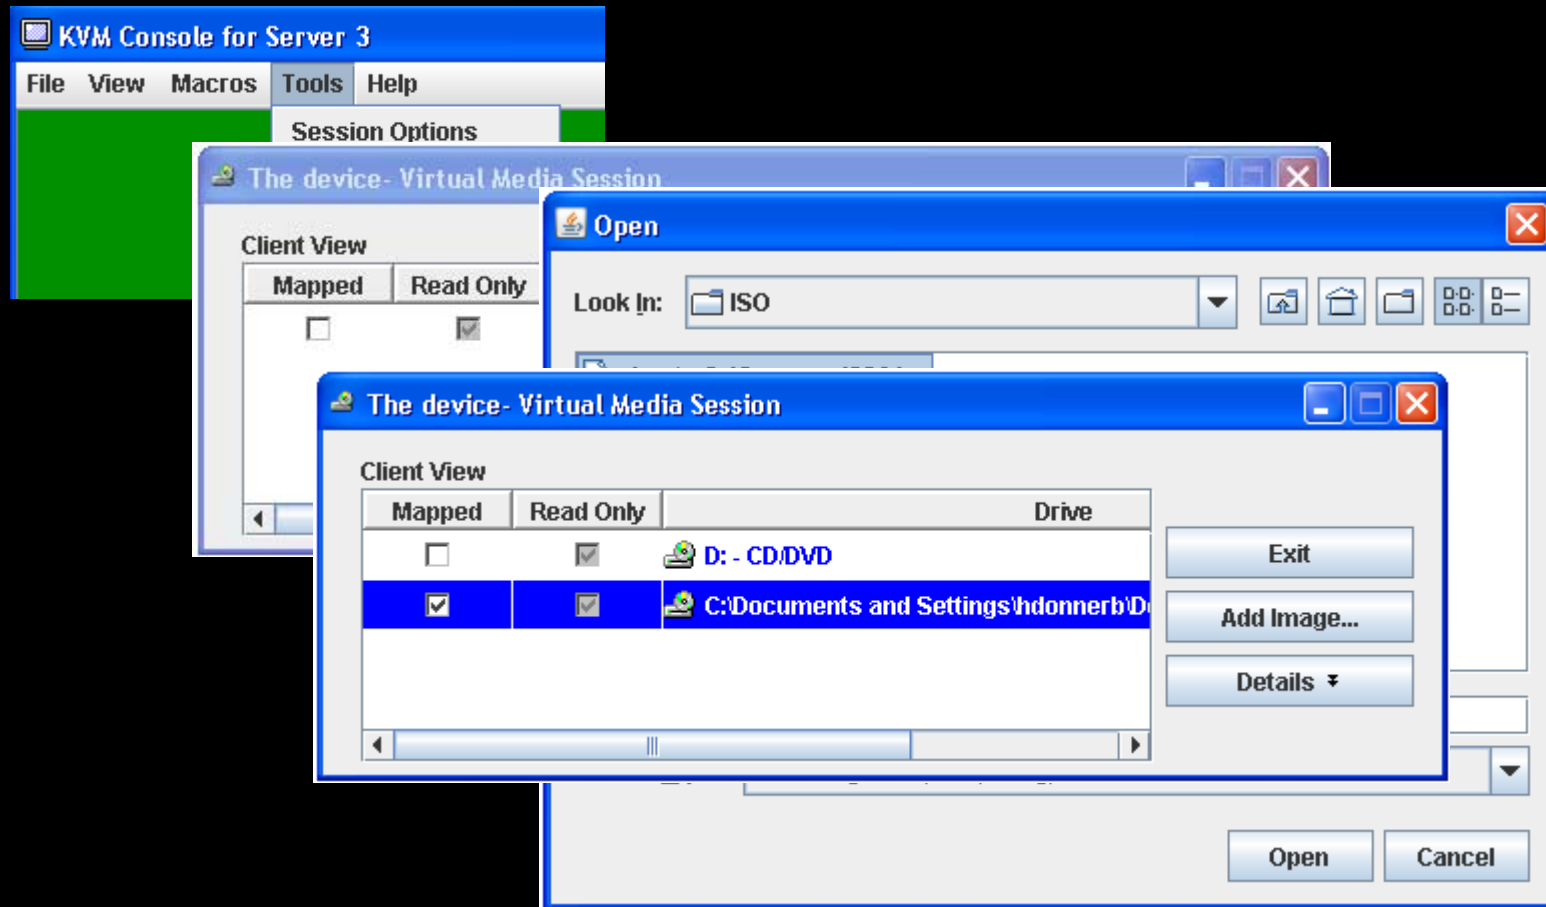 KVM Console for Server 3
File View Macros Tools Help
Session Options
The device- Virtual Media Session
Client View
Mapped Read Only
Open
Look In: ISO
The device- Virtual Media Session
Client View
Mapped Read Only Drive
D: - CD/DVD
C:\Documents and Settings\hdonnerb\D
Exit
Add Image...
Details
Open Cancel